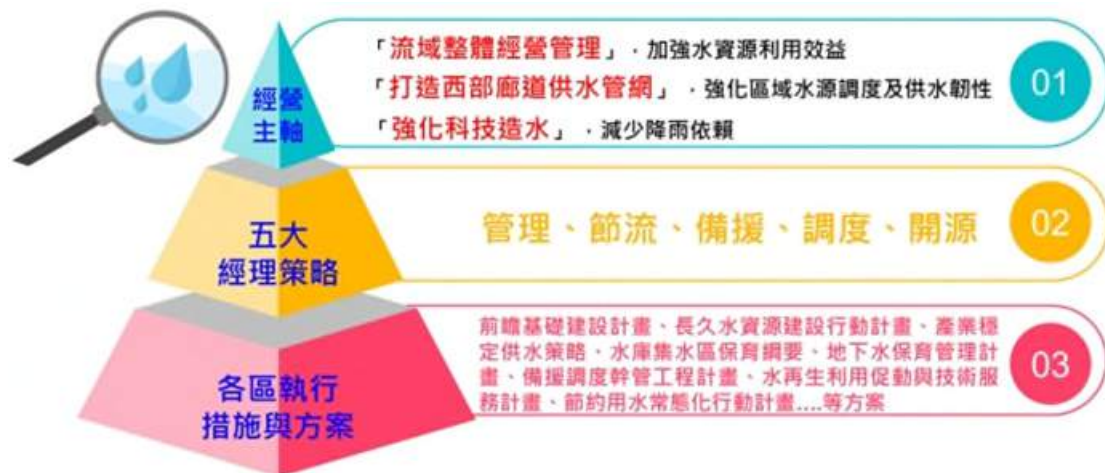 經營
主軸
「流域整體經營管理」，加強水資源利用效益
「打造西部廊道供水管網」，強化區域水源調度及供水韌性
「強化科技造水」，減少降雨依賴
01
五大
經理策略
管理、節流、備援、調度、開源
02
各區執行
措施與方案
前瞻基礎建設計畫、長久水資源建設行動計畫、產業穩
定供水策略、水庫集水區保育綱要、地下水保育管理計
畫、備援調度幹管工程計畫、水再生利用促動與技術服
務計畫、節約用水常態化行動計畫....等方案
03